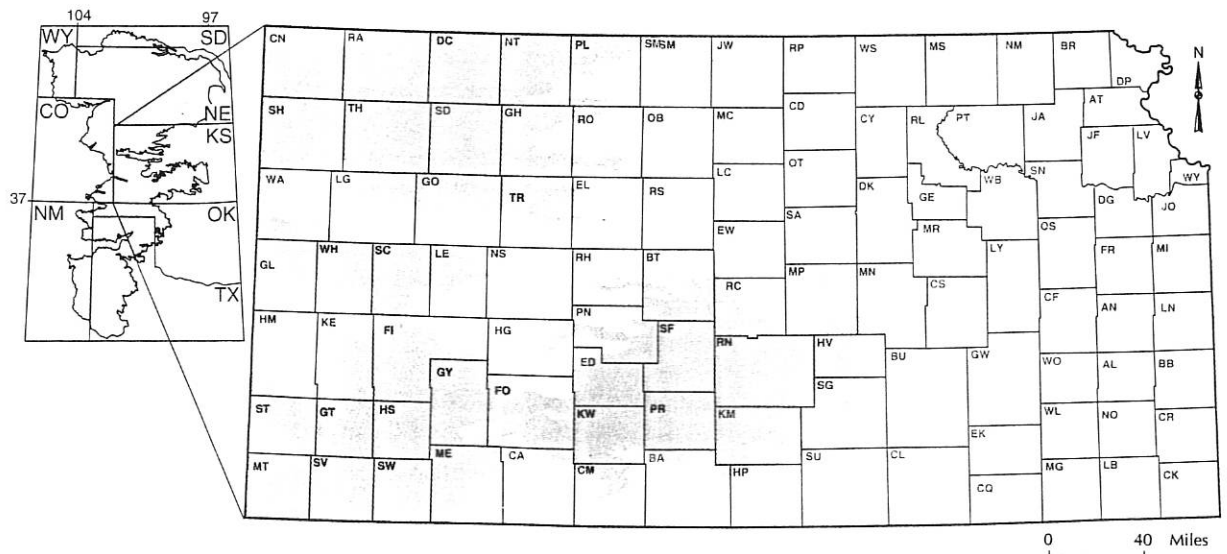 104 97
WY SD
CO NE
KS
37
NM OK
TX
CN RA DC NT PL SMSM JW RP WS MS NM BR
DP
N
SH TH SD GH RO OB MC CD CY RL PT JA AT
JF LV
WA LG GO TR EL RS LC OT DK GE WB SN WY
DG JO
GL WH SC LE NS RH BT EW SA MR LY OS FR MI
RC MP MN CS
HM KE FI HG PN SF CF AN LN
RN HV
GY ED BU GW WO AL BB
FO SG
ST GT HS KW PR KM WL NO CR
EK
MT SV SW ME CA CM BA HP SU CL MG LB CK
CQ
0 40 Miles